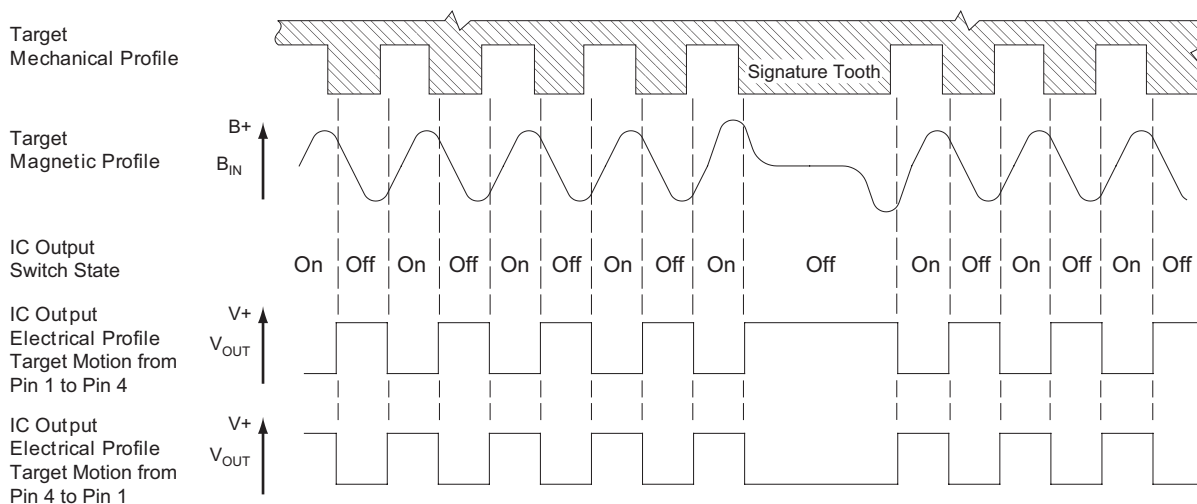 Target
Mechanical Profile
Signature Tooth
Target
Magnetic Profile
B+
B_IN
IC Output
Switch State
On Off On Off On Off On Off On Off On Off On Off On Off
IC Output
Electrical Profile
Target Motion from
Pin 1 to Pin 4
V+
V_OUT
IC Output
Electrical Profile
Target Motion from
Pin 4 to Pin 1
V+
V_OUT